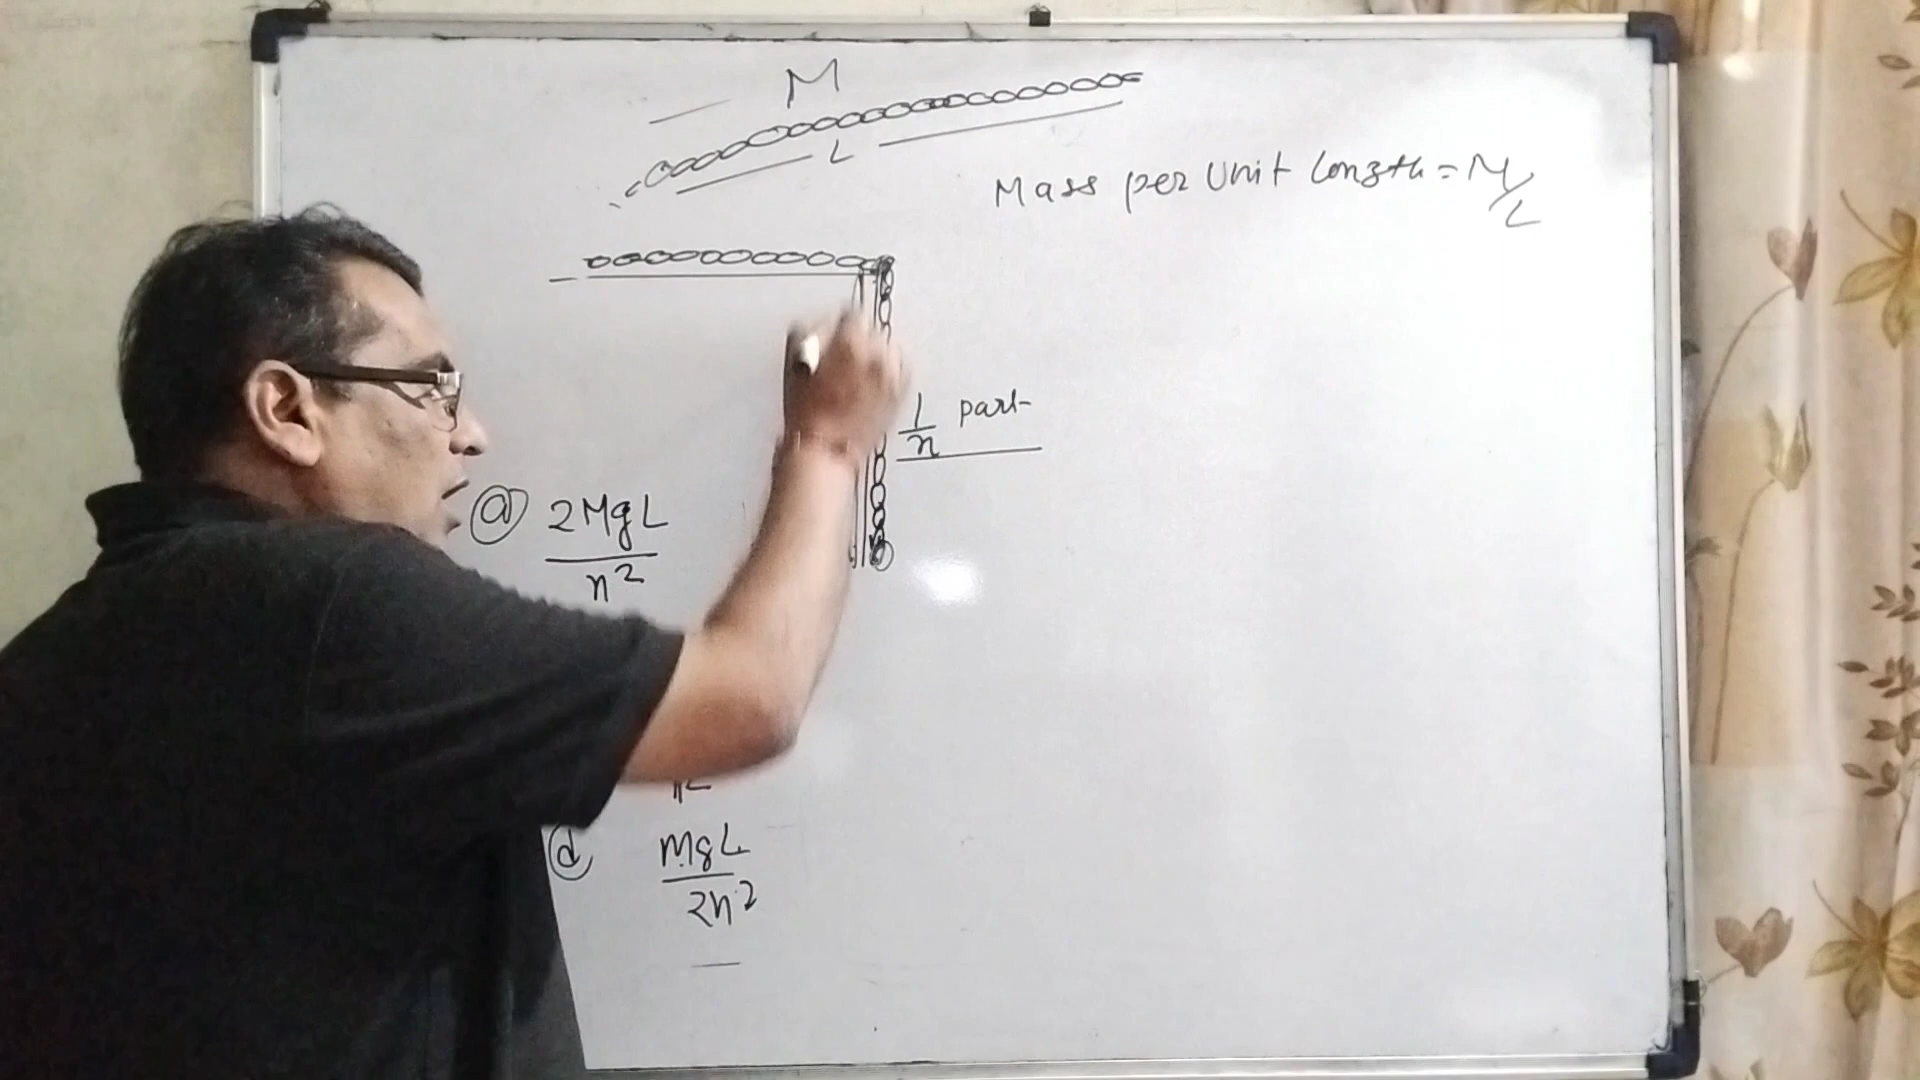 M
L
Mass per Unit Length = M/L
1/n part
(a) 2MgL/n²
(d) MgL/2n²